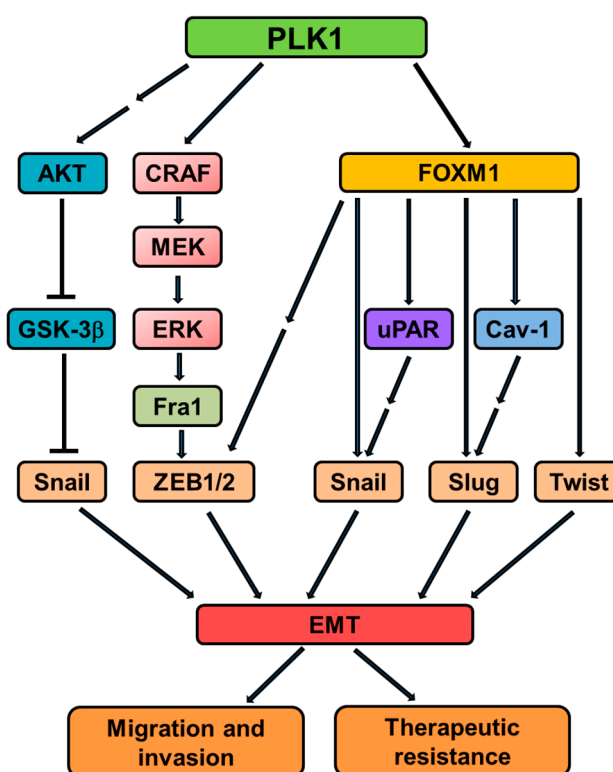 PLK1
AKT
CRAF
FOXM1
MEK
GSK-3β
ERK
uPAR
Cav-1
Fra1
Snail
ZEB1/2
Snail
Slug
Twist
EMT
Migration and
invasion
Therapeutic
resistance